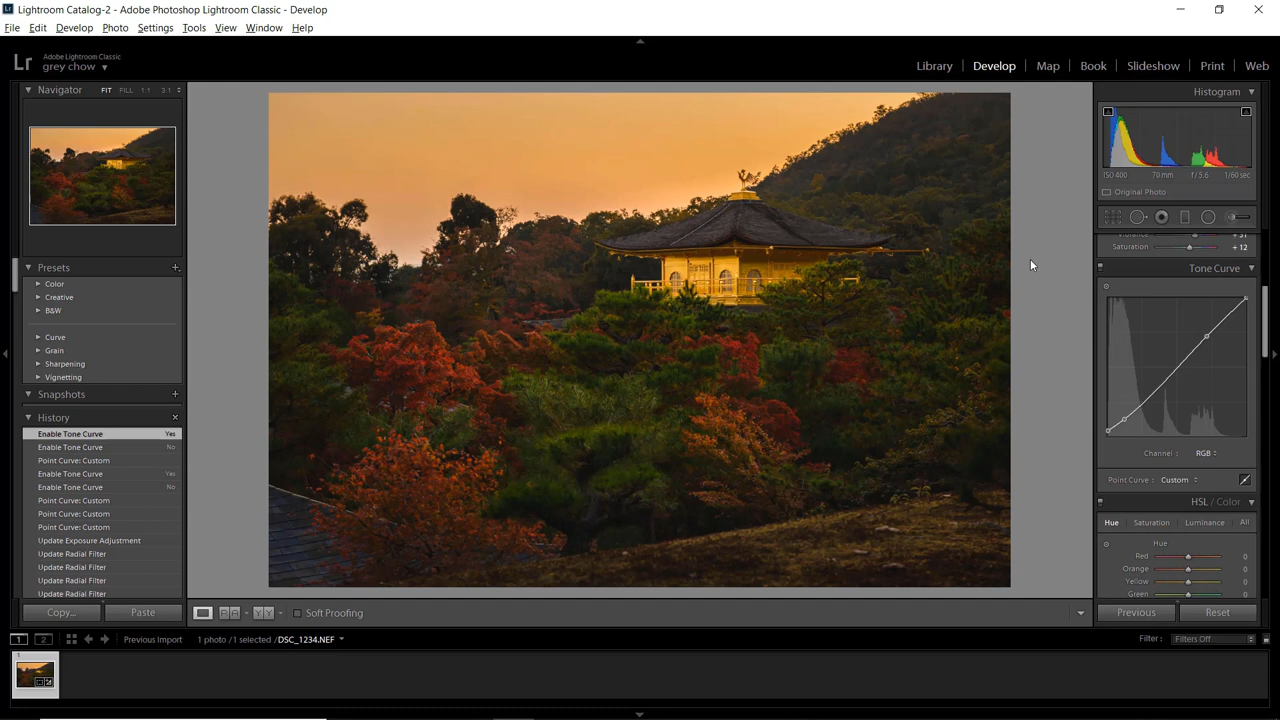 Lightroom Catalog-2 - Adobe Photoshop Lightroom Classic - Develop
File Edit Develop Photo Settings Tools View Window Help
Lr Adobe Lightroom Classic
grey chow
Library Develop Map Book Slideshow Print Web
Navigator FIT FILL 1:1 3:1
Presets
Color
Creative
B&W
Curve
Grain
Sharpening
Vignetting
Snapshots
History
Enable Tone Curve Yes
Enable Tone Curve No
Point Curve: Custom
Enable Tone Curve Yes
Enable Tone Curve No
Point Curve: Custom
Point Curve: Custom
Point Curve: Custom
Update Exposure Adjustment
Update Radial Filter
Update Radial Filter
Update Radial Filter
Update Radial Filter
Copy... Paste
Histogram
ISO 400 70 mm f / 5.6 1/60 sec
Original Photo
Vibrance + 31
Saturation + 12
Tone Curve
Channel : RGB
Point Curve : Custom
HSL / Color
Hue Saturation Luminance All
Hue
Red 0
Orange 0
Yellow 0
Green 0
Previous Reset
Soft Proofing
1 2 Previous Import 1 photo / 1 selected / DSC_1234.NEF
Filter : Filters Off
1